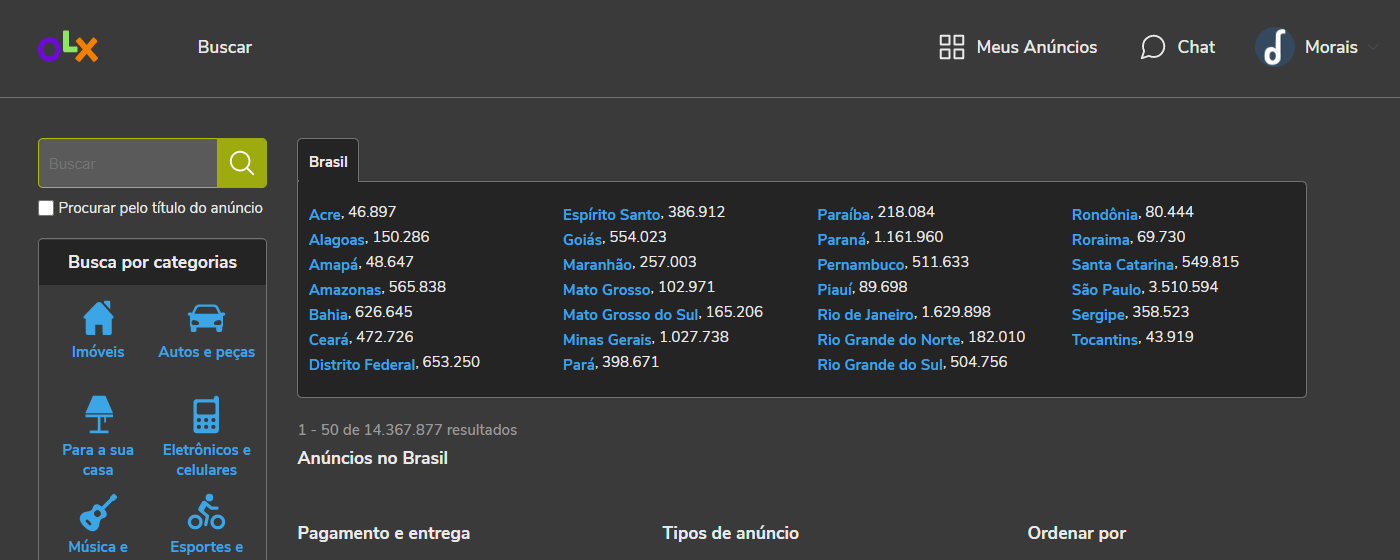 OLX
Buscar
Meus Anúncios
Chat
Morais
Buscar
Procurar pelo título do anúncio
Busca por categorias
Imóveis
Autos e peças
Para a sua
casa
Eletrônicos e
celulares
Música e
Esportes e
Brasil
Acre, 46.897
Alagoas, 150.286
Amapá, 48.647
Amazonas, 565.838
Bahia, 626.645
Ceará, 472.726
Distrito Federal, 653.250
Espírito Santo, 386.912
Goiás, 554.023
Maranhão, 257.003
Mato Grosso, 102.971
Mato Grosso do Sul, 165.206
Minas Gerais, 1.027.738
Pará, 398.671
Paraíba, 218.084
Paraná, 1.161.960
Pernambuco, 511.633
Piauí, 89.698
Rio de Janeiro, 1.629.898
Rio Grande do Norte, 182.010
Rio Grande do Sul, 504.756
Rondônia, 80.444
Roraima, 69.730
Santa Catarina, 549.815
São Paulo, 3.510.594
Sergipe, 358.523
Tocantins, 43.919
1 - 50 de 14.367.877 resultados
Anúncios no Brasil
Pagamento e entrega
Tipos de anúncio
Ordenar por